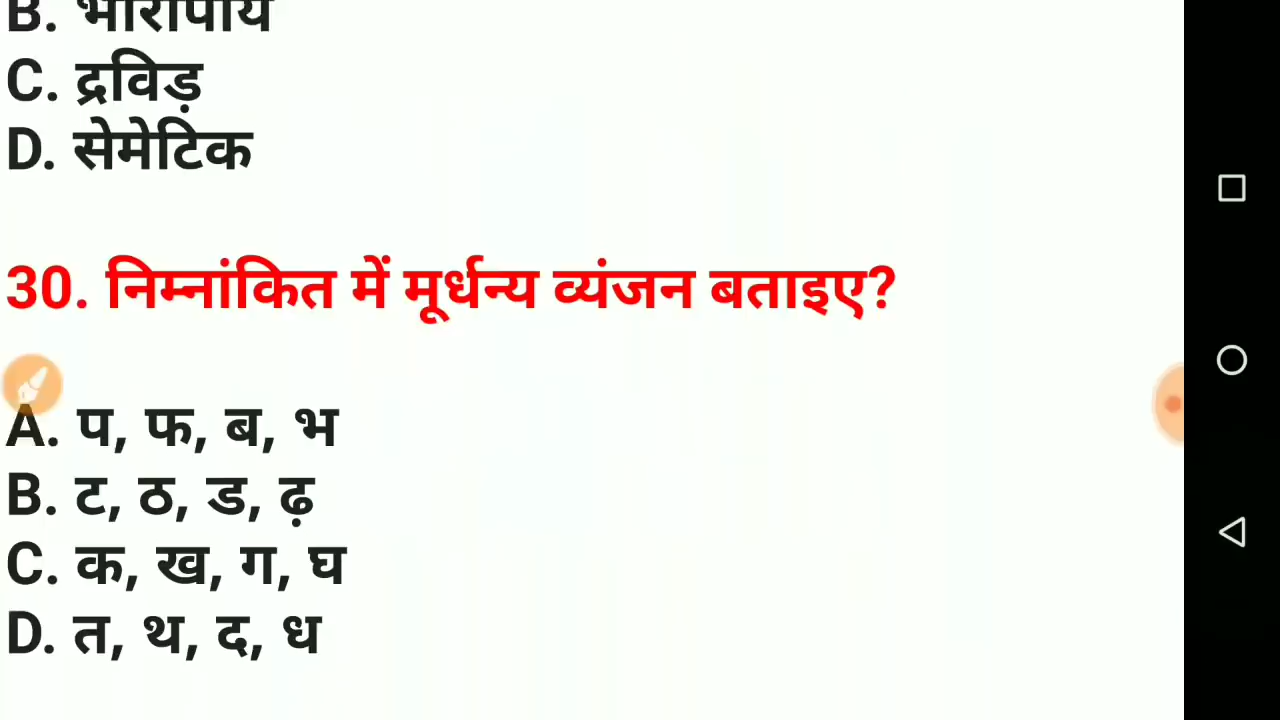 B. भारोपीय
C. द्रविड़
D. सेमेटिक
30. निम्नांकित में मूर्धन्य व्यंजन बताइए?
A. प, फ, ब, भ
B. ट, ठ, ड, ढ़
C. क, ख, ग, घ
D. त, थ, द, ध